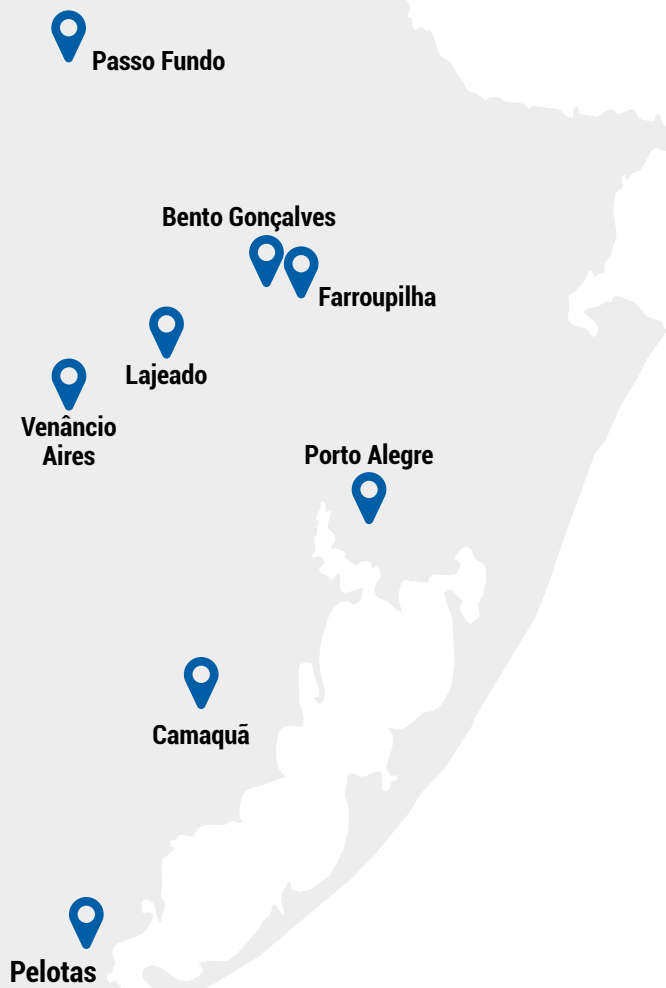 Passo Fundo
Bento Gonçalves
Farroupilha
Lajeado
Venâncio
Aires
Porto Alegre
Camaquã
Pelotas